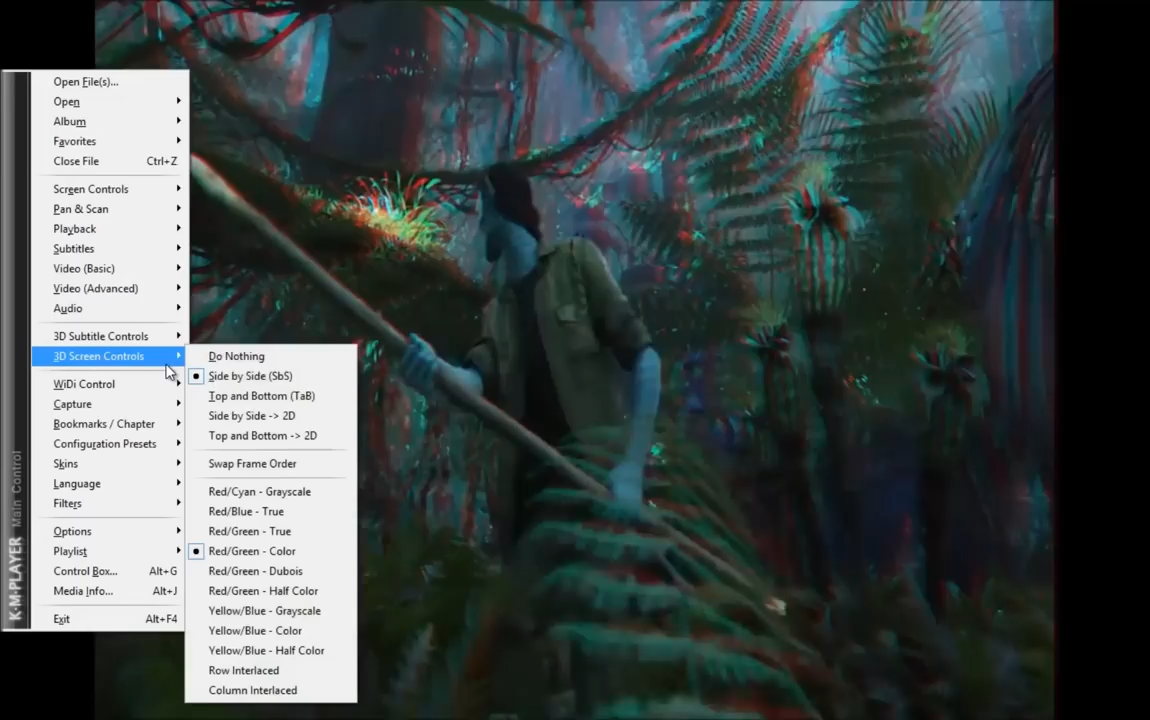 Open File(s)...
Open
Album
Favorites
Close File Ctrl+Z
Screen Controls
Pan & Scan
Playback
Subtitles
Video (Basic)
Video (Advanced)
Audio
3D Subtitle Controls
3D Screen Controls
WiDi Control
Capture
Bookmarks / Chapter
Configuration Presets
Skins
Language
Filters
Options
Playlist
Control Box... Alt+G
Media Info... Alt+J
Exit Alt+F4
K·M·PLAYER Main Control
Do Nothing
Side by Side (SbS)
Top and Bottom (TaB)
Side by Side -> 2D
Top and Bottom -> 2D
Swap Frame Order
Red/Cyan - Grayscale
Red/Blue - True
Red/Green - True
Red/Green - Color
Red/Green - Dubois
Red/Green - Half Color
Yellow/Blue - Grayscale
Yellow/Blue - Color
Yellow/Blue - Half Color
Row Interlaced
Column Interlaced